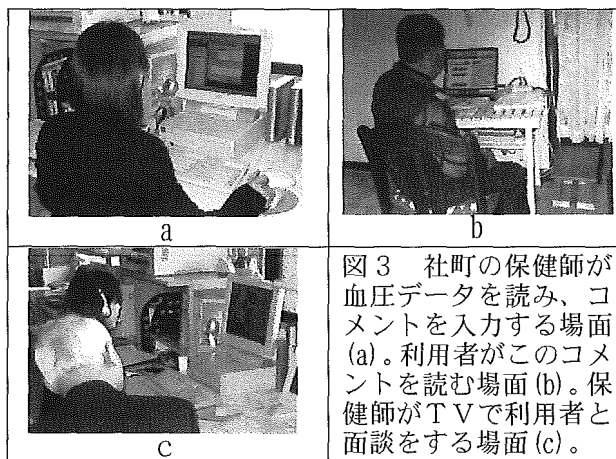 a
b
c
図３　社町の保健師が
血圧データを読み、コ
メントを入力する場面
(a)。利用者がこのコメ
ントを読む場面(b)。保
健師がＴＶで利用者と
面談をする場面(c)。